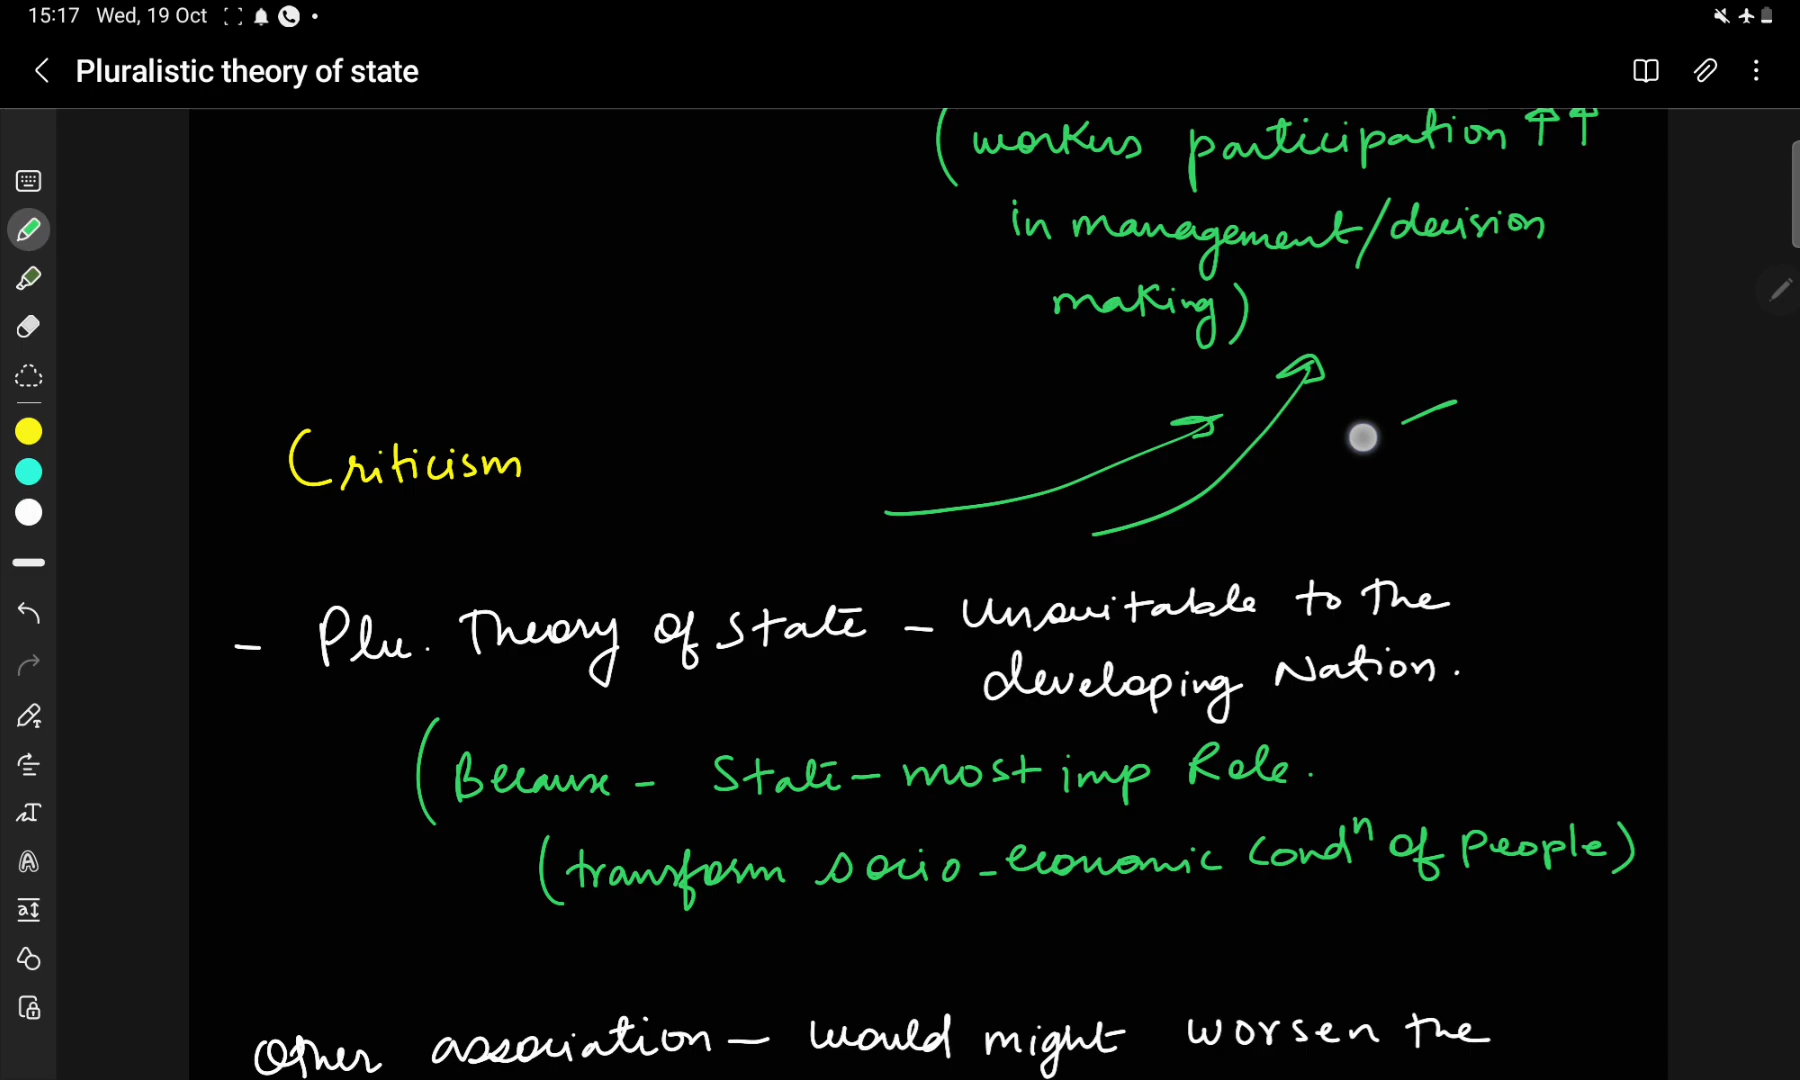 15:17 Wed, 19 Oct
Pluralistic theory of state
(workers participation ↑↑
in management/decision
making)
Criticism
- Plu. Theory of State - Unsuitable to the
developing Nation.
(Because - State - most imp Role.
(transform socio-economic condⁿ of people)
Other association - would might worsen the